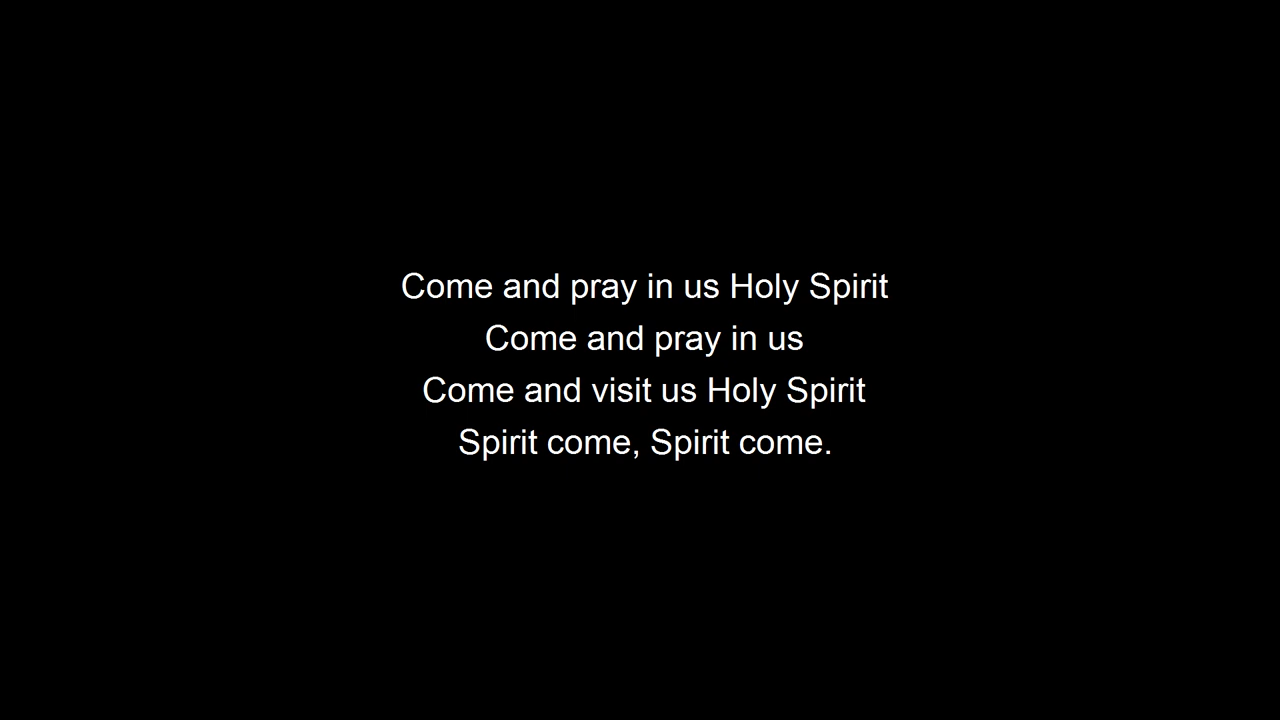 Come and pray in us Holy Spirit
Come and pray in us
Come and visit us Holy Spirit
Spirit come, Spirit come.